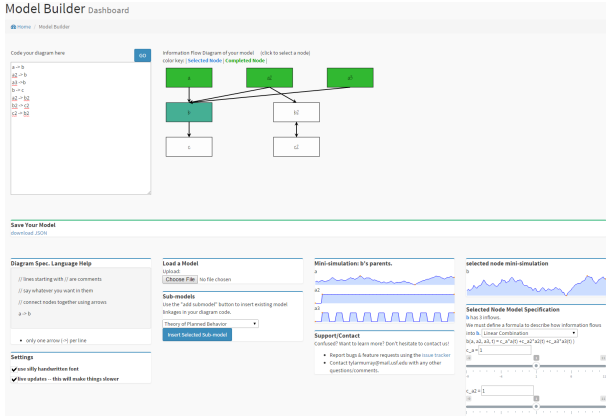 Model Builder Dashboard
Home / Model Builder
Code your diagram here
GO
a -> b
a2 -> b
a3 ->b
b -> c
a2 -> b2
b2 -> c2
c2 -> b2
Information Flow Diagram of your model (click to select a node)
color key: |Selected Node | Completed Node |
a
a2
a3
b
b2
c
c2
Save Your Model
download JSON
Diagram Spec. Language Help
// lines starting with // are comments
// say whatever you want in them
// connect nodes together using arrows
a -> b
only one arrow (->) per line
Settings
use silly handwritten font
live updates -- this will make things slower
Load a Model
Upload:
Choose File No file chosen
Sub-models
Use the "add submodel" button to insert existing model
linkages in your diagram code.
Theory of Planned Behavior
Insert Selected Sub-model
Mini-simulation: b's parents.
a
a2
a3
Support/Contact
Confused? Want to learn more? Don't hesitate to contact us!
Report bugs & feature requests using the issue tracker
Contact tylarmurray@mail.usf.edu with any other
questions/comments.
selected node mini-simulation
b
Selected Node Model Specification
b has 3 inflows.
We must define a formula to describe how information flows
into b. Linear Combination
b(a, a2, a3, t) = c_a*a(t) +c_a2*a2(t) +c_a3*a3(t)
c_a = 1
c_a2 = 1